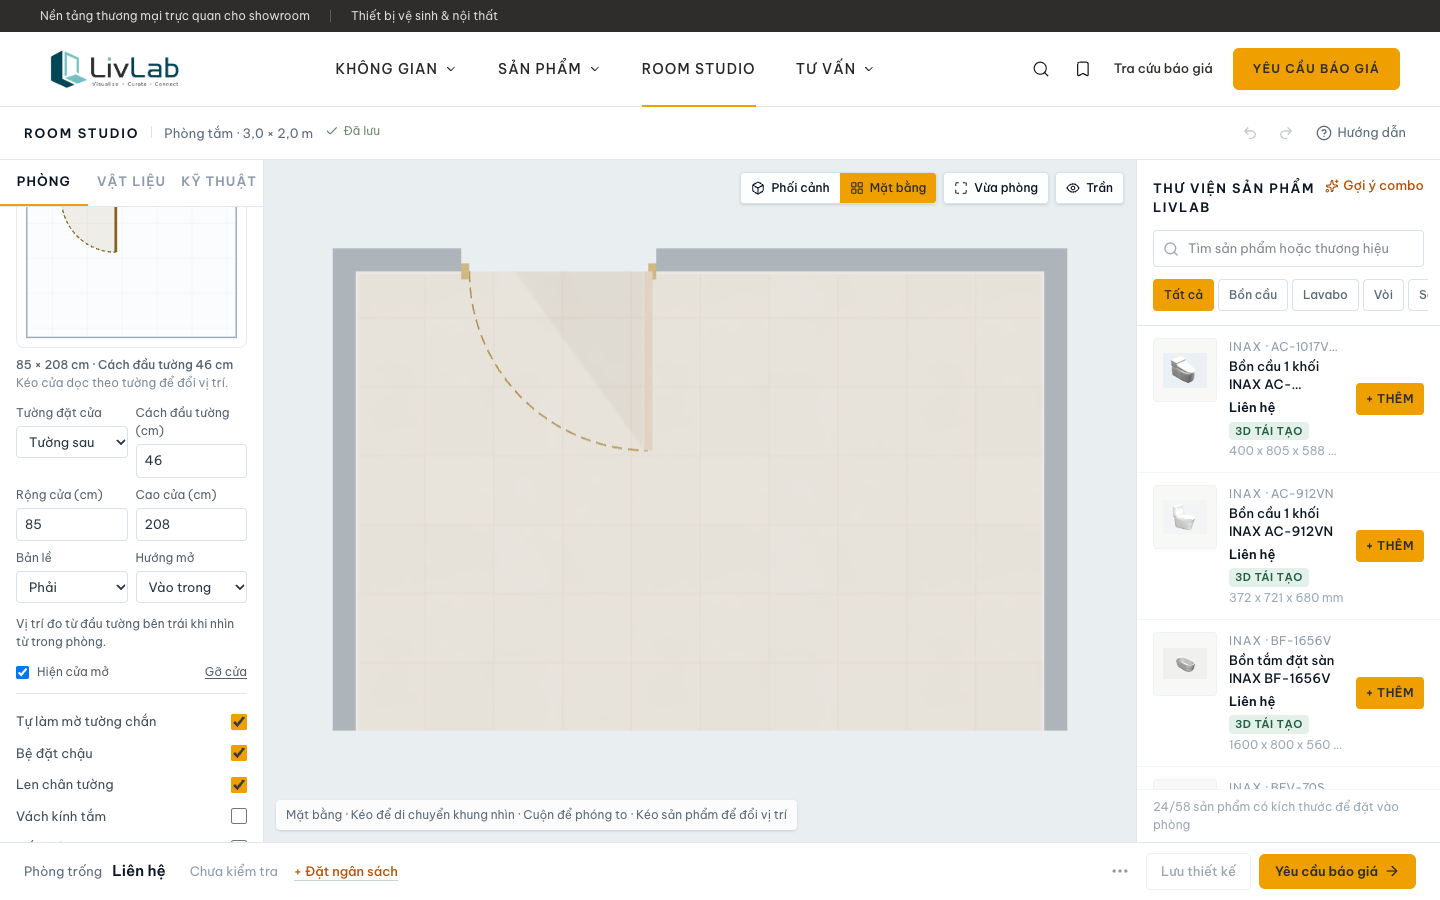 Nền tảng thương mại trực quan cho showroom
Thiết bị vệ sinh & nội thất
LivLab
Visualize • Curate • Connect
KHÔNG GIAN
SẢN PHẨM
ROOM STUDIO
TƯ VẤN
Tra cứu báo giá
YÊU CẦU BÁO GIÁ
ROOM STUDIO
Phòng tắm · 3,0 × 2,0 m
Đã lưu
Hướng dẫn
PHÒNG
VẬT LIỆU
KỸ THUẬT
85 × 208 cm · Cách đầu tường 46 cm
Kéo cửa dọc theo tường để đổi vị trí.
Tường đặt cửa
Tường sau
Cách đầu tường
(cm)
46
Rộng cửa (cm)
85
Cao cửa (cm)
208
Bản lề
Phải
Hướng mở
Vào trong
Vị trí đo từ đầu tường bên trái khi nhìn
từ trong phòng.
Hiện cửa mở
Gỡ cửa
Tự làm mờ tường chắn
Bệ đặt chậu
Len chân tường
Vách kính tắm
Phối cảnh
Mặt bằng
Vừa phòng
Trần
Mặt bằng · Kéo để di chuyển khung nhìn · Cuộn để phóng to · Kéo sản phẩm để đổi vị trí
THƯ VIỆN SẢN PHẨM
LIVLAB
Gợi ý combo
Tìm sản phẩm hoặc thương hiệu
Tất cả
Bồn cầu
Lavabo
Vòi
INAX · AC-1017V...
Bồn cầu 1 khối
INAX AC-...
Liên hệ
3D TÁI TẠO
400 x 805 x 588 ...
+ THÊM
INAX · AC-912VN
Bồn cầu 1 khối
INAX AC-912VN
Liên hệ
3D TÁI TẠO
372 x 721 x 680 mm
+ THÊM
INAX · BF-1656V
Bồn tắm đặt sàn
INAX BF-1656V
Liên hệ
3D TÁI TẠO
1600 x 800 x 560 ...
+ THÊM
INAX · BFV-70S
24/58 sản phẩm có kích thước để đặt vào
phòng
Phòng trống
Liên hệ
Chưa kiểm tra
+ Đặt ngân sách
Lưu thiết kế
Yêu cầu báo giá